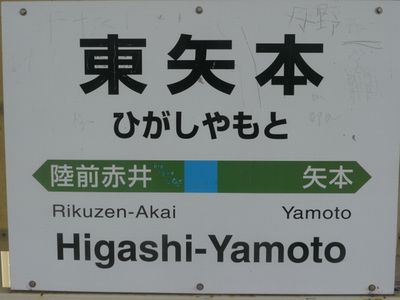 東矢本
ひがしやもと
陸前赤井 矢本
Rikuzen-Akai Yamoto
Higashi-Yamoto